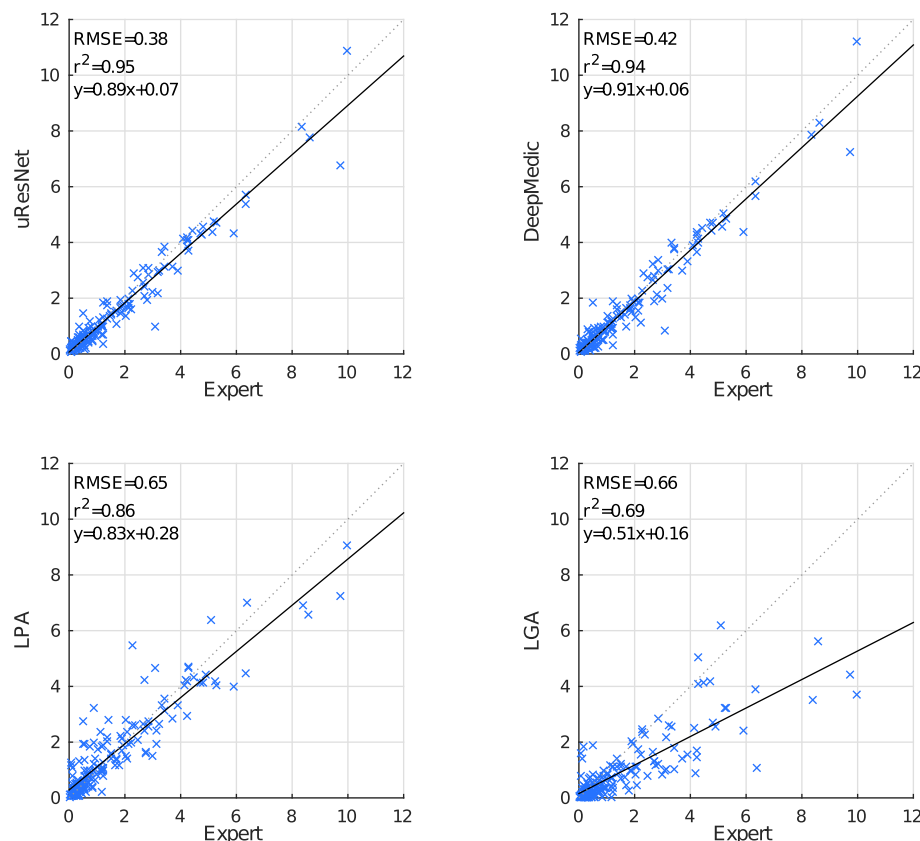 12
10
8
6
4
2
0
uResNet
RMSE=0.38
r²=0.95
y=0.89x+0.07
0 2 4 6 8 10 12
Expert
12
10
8
6
4
2
0
DeepMedic
RMSE=0.42
r²=0.94
y=0.91x+0.06
0 2 4 6 8 10 12
Expert
12
10
8
6
4
2
0
LPA
RMSE=0.65
r²=0.86
y=0.83x+0.28
0 2 4 6 8 10 12
Expert
12
10
8
6
4
2
0
LGA
RMSE=0.66
r²=0.69
y=0.51x+0.16
0 2 4 6 8 10 12
Expert